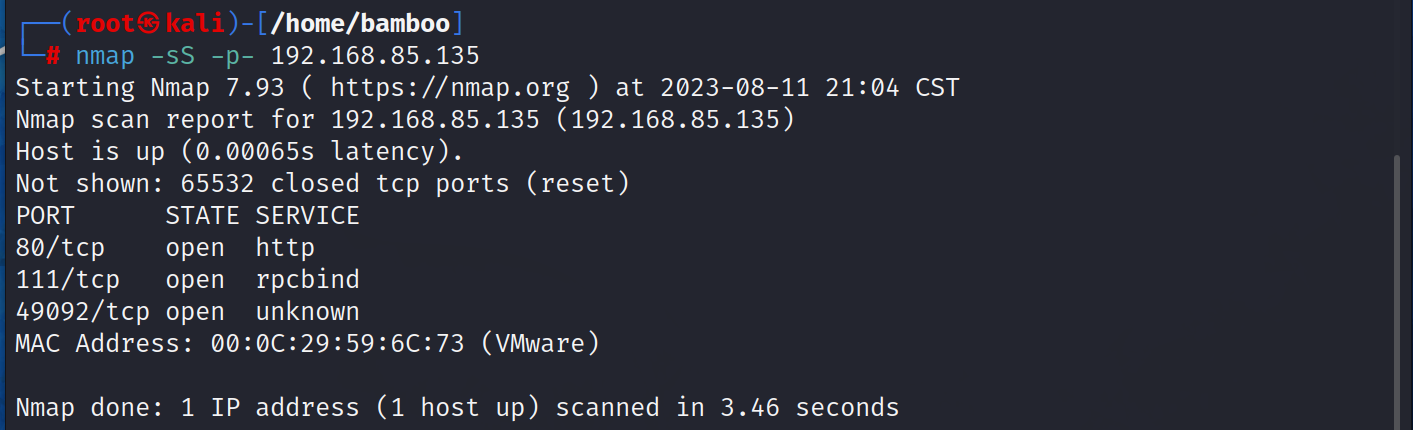 ┌──(root㉿kali)-[/home/bamboo]
└─# nmap -sS -p- 192.168.85.135
Starting Nmap 7.93 ( https://nmap.org ) at 2023-08-11 21:04 CST
Nmap scan report for 192.168.85.135 (192.168.85.135)
Host is up (0.00065s latency).
Not shown: 65532 closed tcp ports (reset)
PORT      STATE SERVICE
80/tcp    open  http
111/tcp   open  rpcbind
49092/tcp open  unknown
MAC Address: 00:0C:29:59:6C:73 (VMware)

Nmap done: 1 IP address (1 host up) scanned in 3.46 seconds